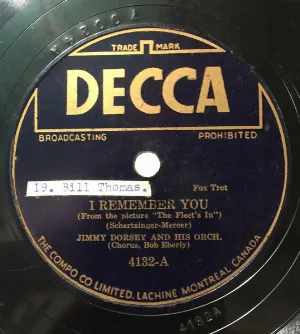 TRADE MARK
DECCA
BROADCASTING PROHIBITED
19. Bill Thomas.
Fox Trot
I REMEMBER YOU
(From the picture "The Fleet's In")
(Schertzinger-Mercer)
JIMMY DORSEY AND HIS ORCH.
(Chorus, Bob Eberly)
4132-A
THE COMPO CO LIMITED. LACHINE MONTREAL CANADA
4132A